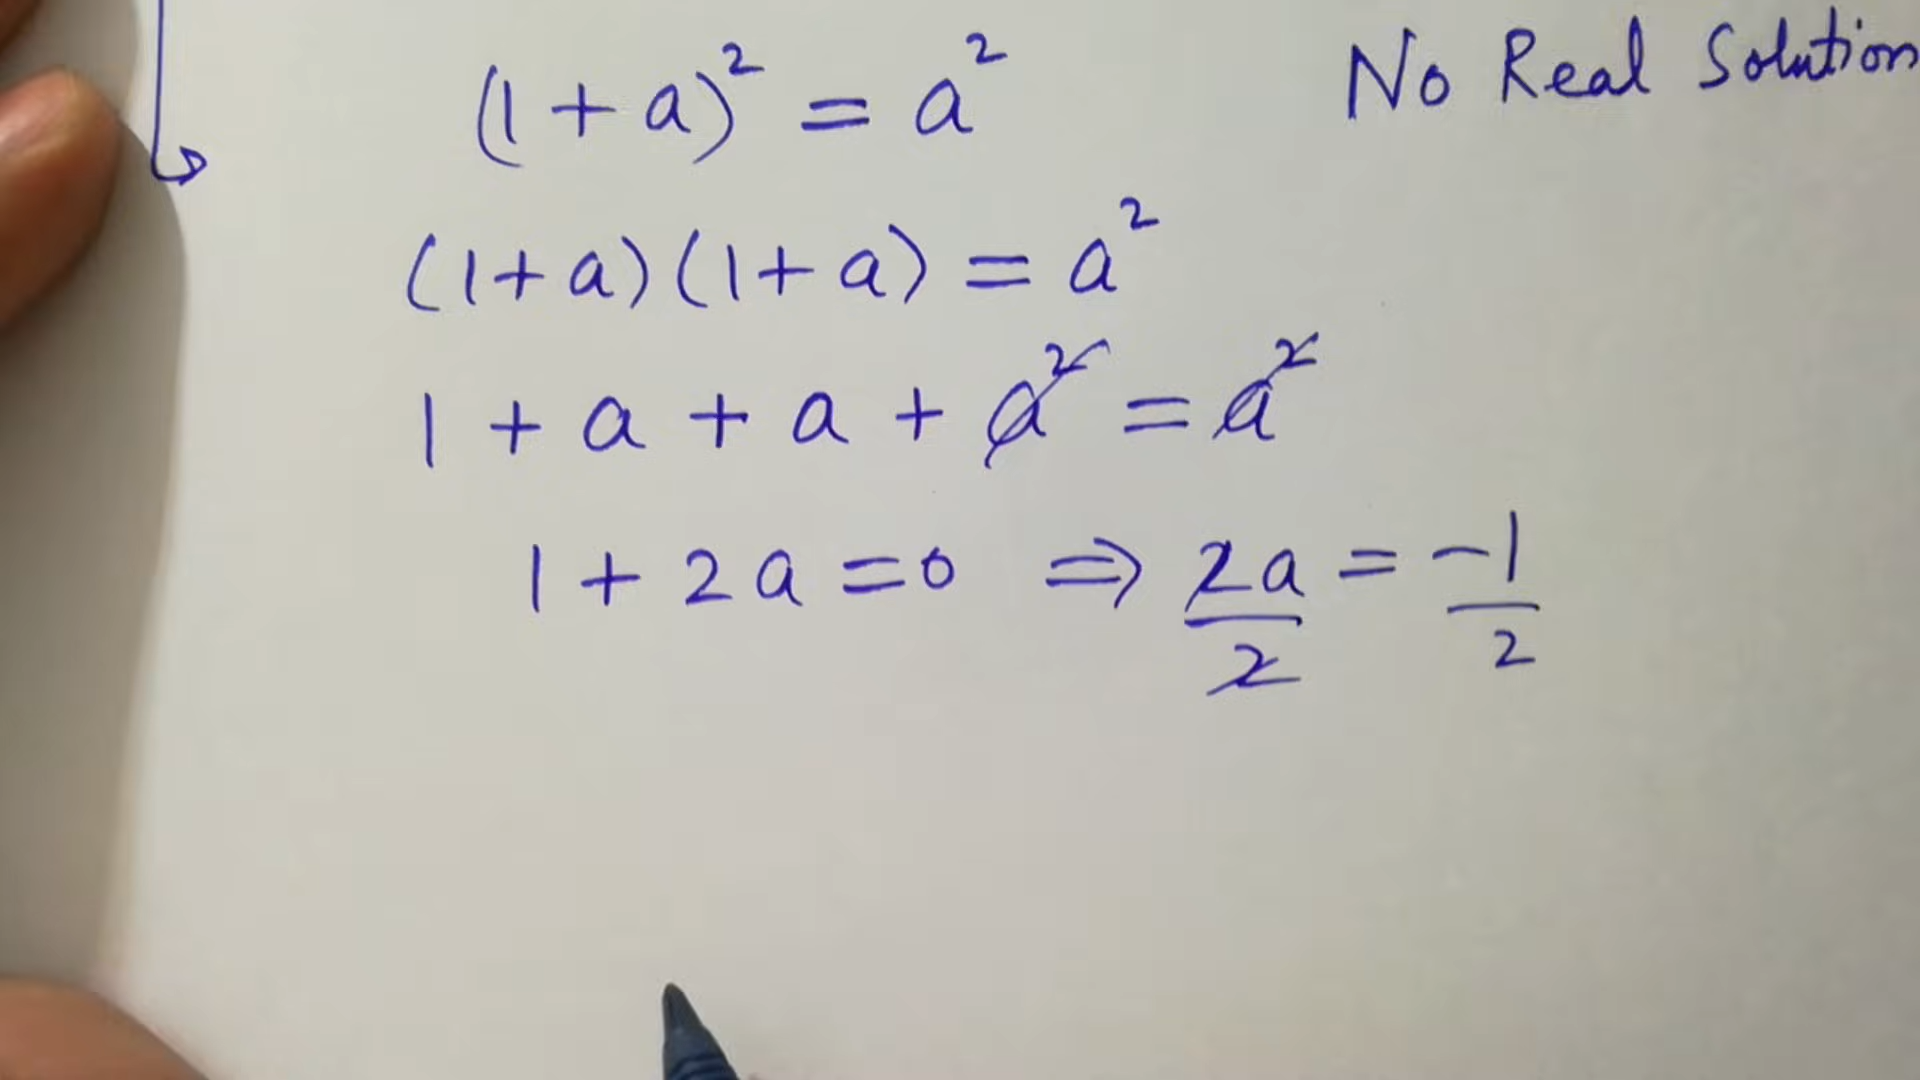 (1 + a)² = a²
No Real Solution
(1 + a)(1 + a) = a²
1 + a + a + a² = a²
1 + 2a = 0 ⇒ 2a/2 = -1/2